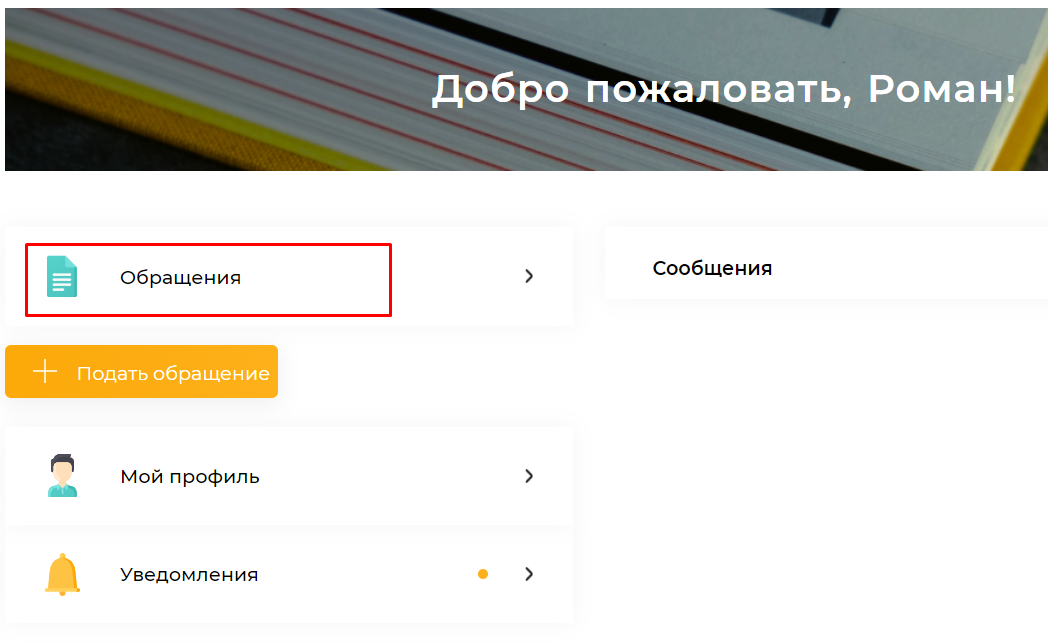 Добро пожаловать, Роман!
Обращения
Сообщения
Подать обращение
Мой профиль
Уведомления